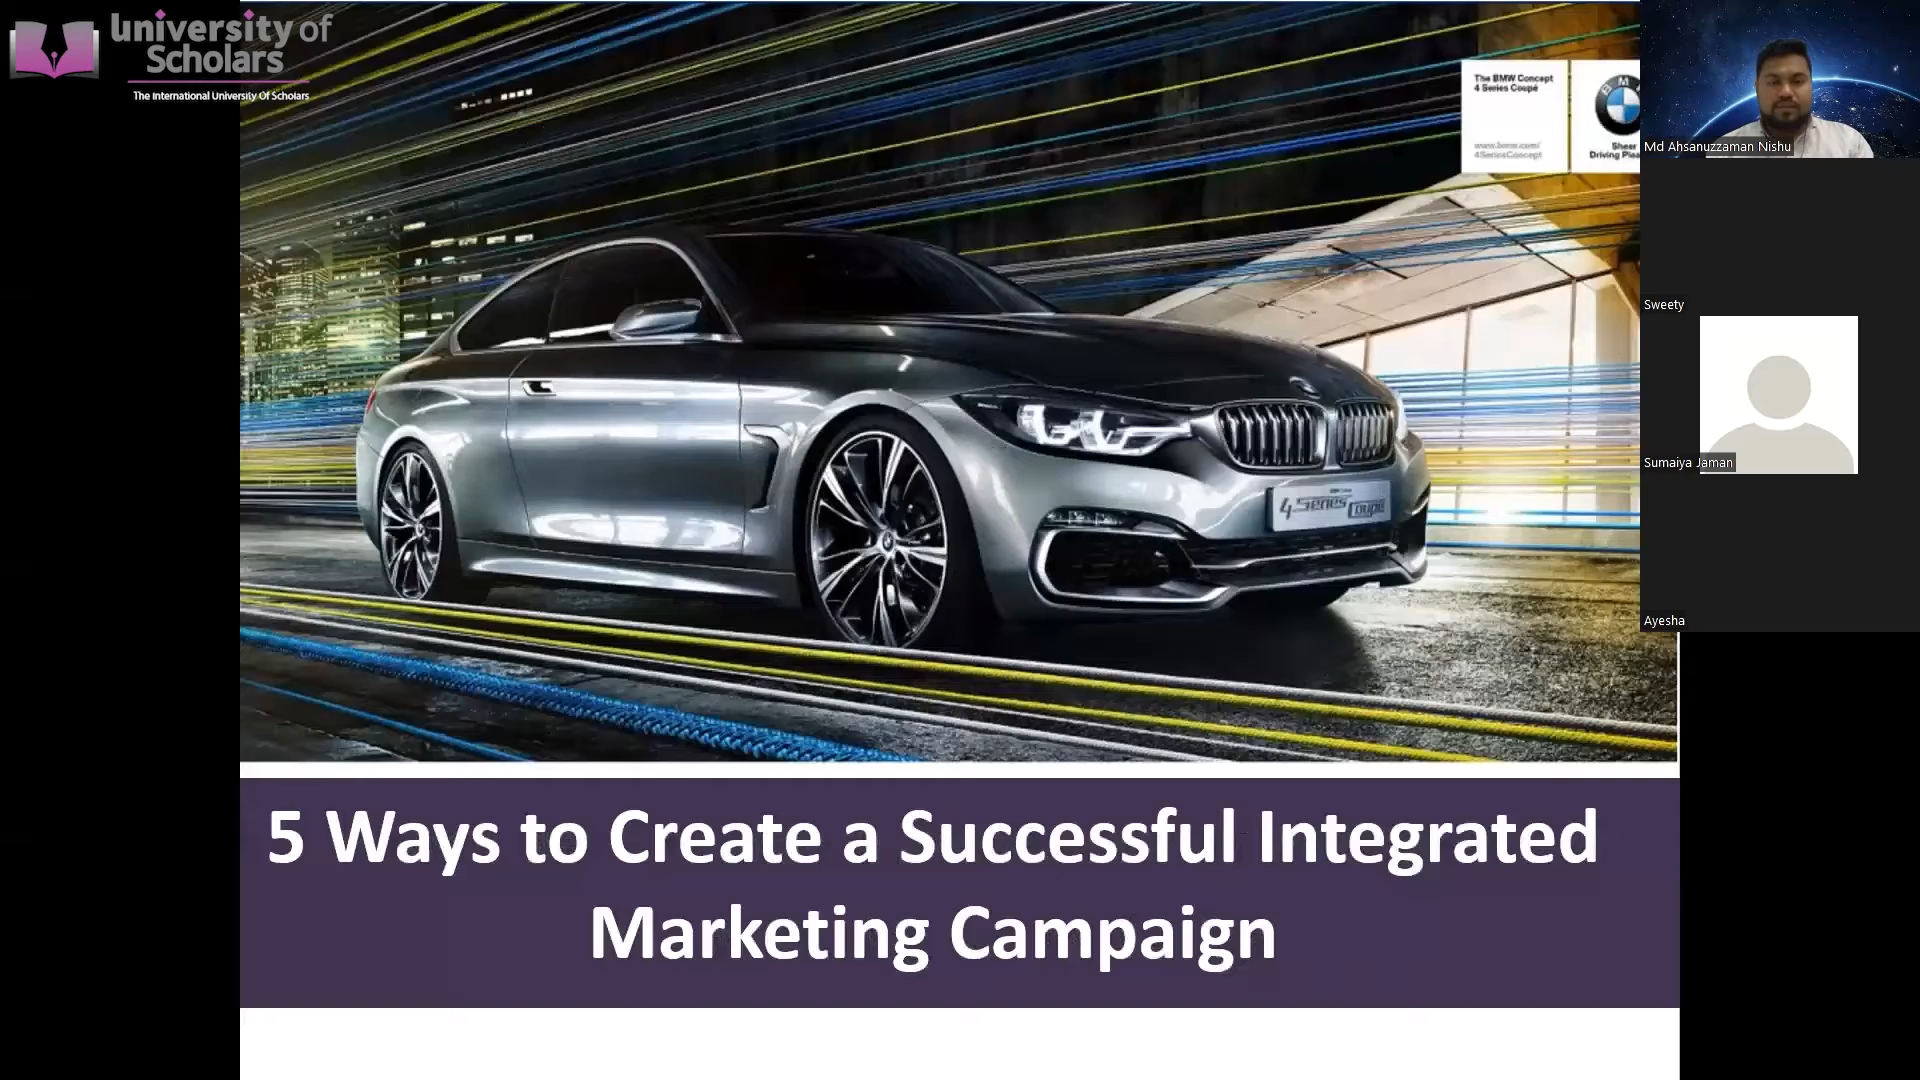 University of
Scholars
The International University Of Scholars
The BMW Concept
4 Series Coupé
www.bmw.com/
4SeriesConcept
BMW
Sheer
Driving
4 Series Coupé
Md Ahsanuzzaman Nishu
Sweety
Sumaiya Jaman
Ayesha
5 Ways to Create a Successful Integrated
Marketing Campaign